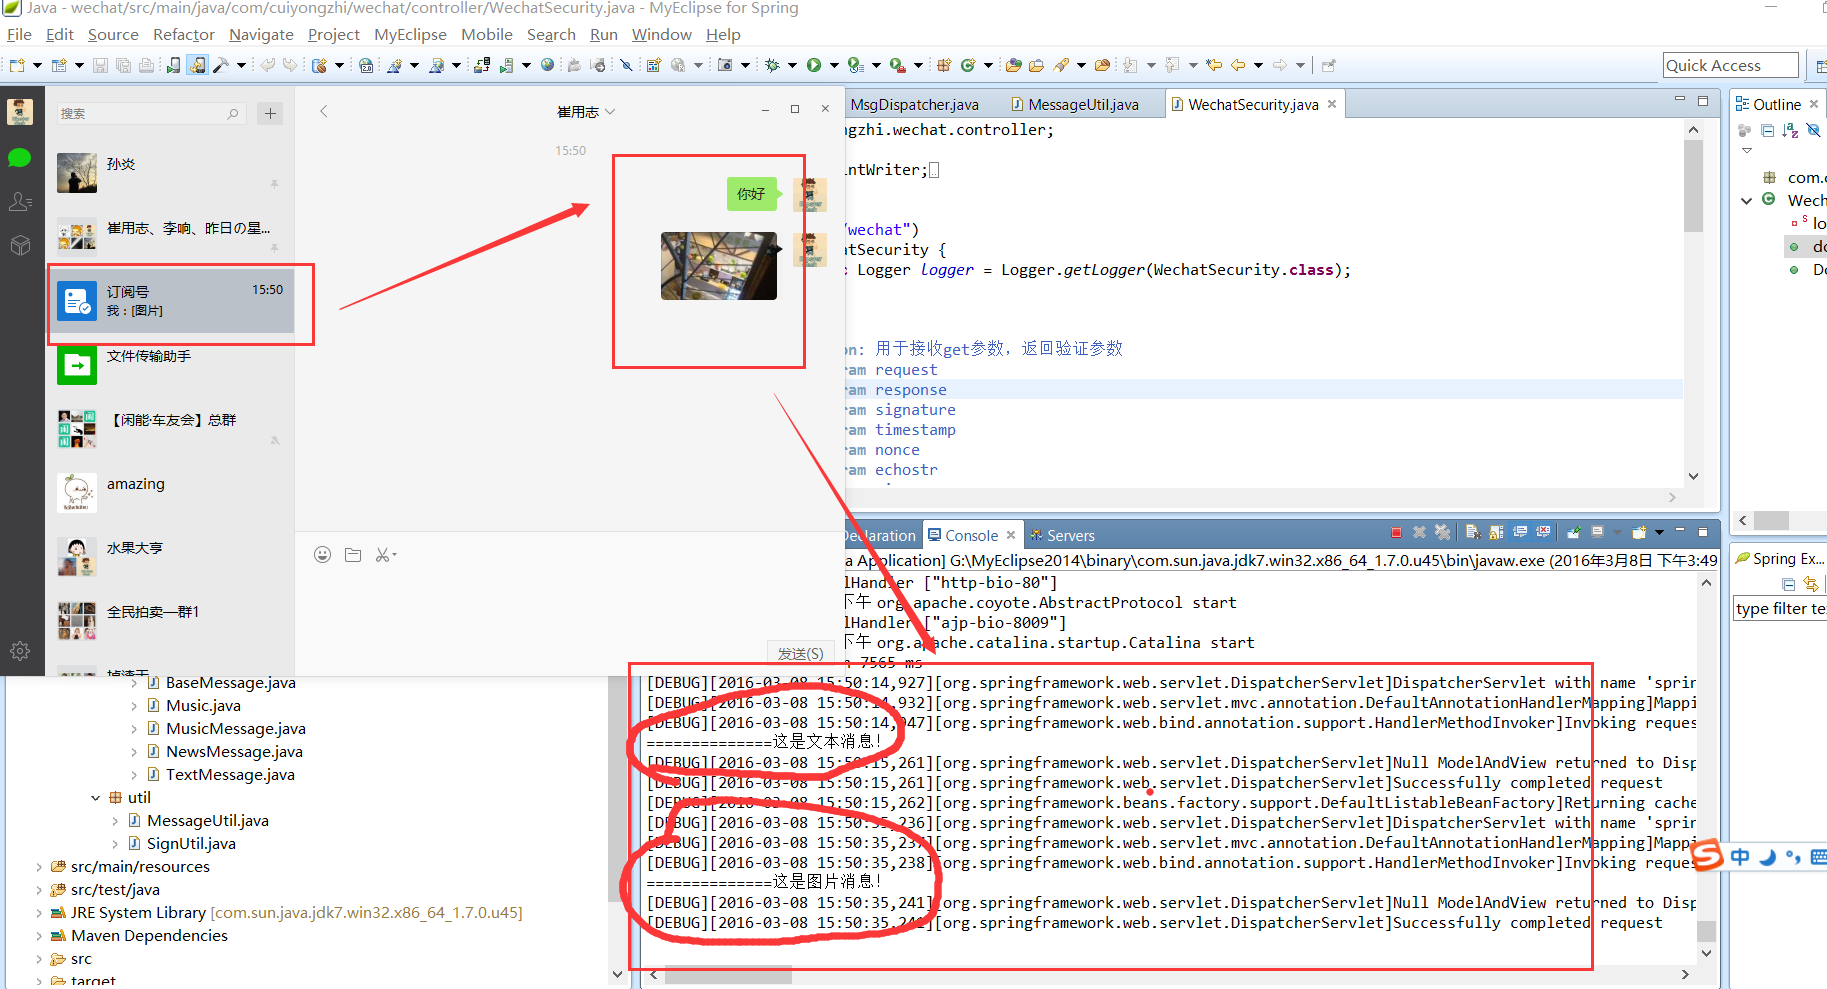 Java - wechat/src/main/java/com/cuiyongzhi/wechat/controller/WechatSecurity.java - MyEclipse for Spring
File Edit Source Refactor Navigate Project MyEclipse Mobile Search Run Window Help
Quick Access
搜索
孙炎
崔用志、李响、昨日の星...
订阅号 15:50
我：[图片]
文件传输助手
【闲能·车友会】总群
amazing
水果大亨
全民拍卖—群1
崔用志
15:50
你好
发送(S)
MsgDispatcher.java MessageUtil.java WechatSecurity.java
ngzhi.wechat.controller;
intWriter;
/wechat")
atSecurity {
Logger logger = Logger.getLogger(WechatSecurity.class);
on: 用于接收get参数，返回验证参数
ram request
ram response
ram signature
ram timestamp
ram nonce
ram echostr
Outline
com.c
Wech
lo
do
Do
Declaration Console Servers
a Application] G:\MyEclipse2014\binary\com.sun.java.jdk7.win32.x86_64_1.7.0.u45\bin\javaw.exe (2016年3月8日 下午3:49
lHandler ["http-bio-80"]
下午 org.apache.coyote.AbstractProtocol start
lHandler ["ajp-bio-8009"]
下午 org.apache.catalina.startup.Catalina start
n 7565 ms
[DEBUG][2016-03-08 15:50:14,927][org.springframework.web.servlet.DispatcherServlet]DispatcherServlet with name 'sprin
[DEBUG][2016-03-08 15:50:14,932][org.springframework.web.servlet.mvc.annotation.DefaultAnnotationHandlerMapping]Mappi
[DEBUG][2016-03-08 15:50:14,947][org.springframework.web.bind.annotation.support.HandlerMethodInvoker]Invoking reques
==============这是文本消息！
[DEBUG][2016-03-08 15:50:15,261][org.springframework.web.servlet.DispatcherServlet]Null ModelAndView returned to Disp
[DEBUG][2016-03-08 15:50:15,261][org.springframework.web.servlet.DispatcherServlet]Successfully completed request
[DEBUG][2016-03-08 15:50:15,262][org.springframework.beans.factory.support.DefaultListableBeanFactory]Returning cache
[DEBUG][2016-03-08 15:50:35,236][org.springframework.web.servlet.DispatcherServlet]DispatcherServlet with name 'sprin
[DEBUG][2016-03-08 15:50:35,237][org.springframework.web.servlet.mvc.annotation.DefaultAnnotationHandlerMapping]Mappi
[DEBUG][2016-03-08 15:50:35,238][org.springframework.web.bind.annotation.support.HandlerMethodInvoker]Invoking reques
==============这是图片消息！
[DEBUG][2016-03-08 15:50:35,241][org.springframework.web.servlet.DispatcherServlet]Null ModelAndView returned to Disp
[DEBUG][2016-03-08 15:50:35,241][org.springframework.web.servlet.DispatcherServlet]Successfully completed request
Spring Ex...
type filter te
中
BaseMessage.java
Music.java
MusicMessage.java
NewsMessage.java
TextMessage.java
util
MessageUtil.java
SignUtil.java
src/main/resources
src/test/java
JRE System Library [com.sun.java.jdk7.win32.x86_64_1.7.0.u45]
Maven Dependencies
src
target